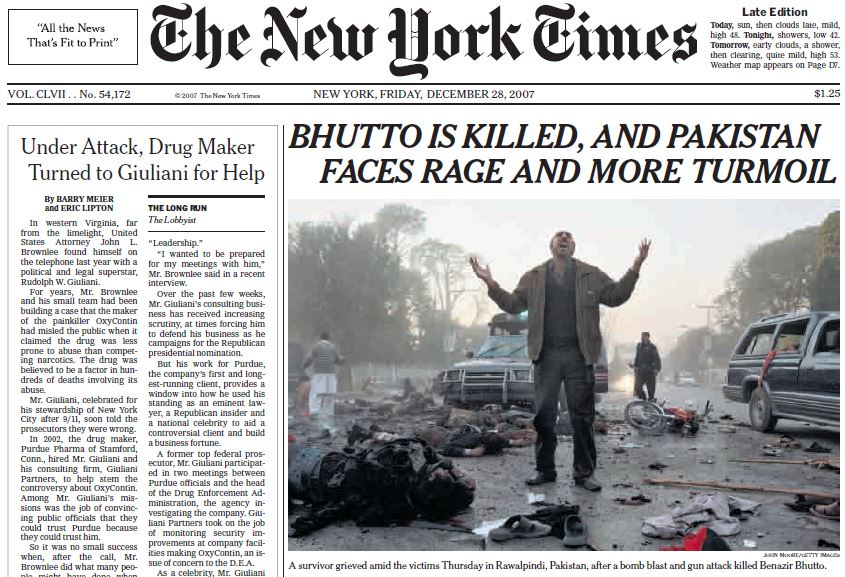 "All the News
That's Fit to Print"
The New York Times
Late Edition
Today, sun, then clouds late, mild,
high 48. Tonight, showers, low 42.
Tomorrow, early clouds, a shower,
then clearing, quite mild, high 53.
Weather map appears on Page D7.
VOL. CLVII . . No. 54,172
© 2007 The New York Times
NEW YORK, FRIDAY, DECEMBER 28, 2007
$1.25
Under Attack, Drug Maker
Turned to Giuliani for Help
By BARRY MEIER
and ERIC LIPTON
In western Virginia, far
from the limelight, United
States Attorney John L.
Brownlee found himself on
the telephone last year with a
political and legal superstar,
Rudolph W. Giuliani.
For years, Mr. Brownlee
and his small team had been
building a case that the maker
of the painkiller OxyContin
had misled the public when it
claimed the drug was less
prone to abuse than compet-
ing narcotics. The drug was
believed to be a factor in hun-
dreds of deaths involving its
abuse.
Mr. Giuliani, celebrated for
his stewardship of New York
City after 9/11, soon told the
prosecutors they were wrong.
In 2002, the drug maker,
Purdue Pharma of Stamford,
Conn., hired Mr. Giuliani and
his consulting firm, Giuliani
Partners, to help stem the
controversy about OxyContin.
Among Mr. Giuliani's mis-
sions was the job of convinc-
ing public officials that they
could trust Purdue because
they could trust him.
So it was no small success
when, after the call, Mr.
Brownlee did what many peo-
ple might have done when
THE LONG RUN
The Lobbyist
"Leadership."
"I wanted to be prepared
for my meetings with him,"
Mr. Brownlee said in a recent
interview.
Over the past few weeks,
Mr. Giuliani's consulting busi-
ness has received increasing
scrutiny, at times forcing him
to defend his business as he
campaigns for the Republican
presidential nomination.
But his work for Purdue,
the company's first and long-
est-running client, provides a
window into how he used his
standing as an eminent law-
yer, a Republican insider and
a national celebrity to aid a
controversial client and build
a business fortune.
A former top federal pros-
ecutor, Mr. Giuliani participat-
ed in two meetings between
Purdue officials and the head
of the Drug Enforcement Ad-
ministration, the agency in-
vestigating the company. Giu-
liani Partners took on the job
of monitoring security im-
provements at company facil-
ities making OxyContin, an is-
sue of concern to the D.E.A.
As a celebrity, Mr. Giuliani
BHUTTO IS KILLED, AND PAKISTAN
FACES RAGE AND MORE TURMOIL
JOHN MOORE/GETTY IMAGES
A survivor grieved amid the victims Thursday in Rawalpindi, Pakistan, after a bomb blast and gun attack killed Benazir Bhutto.